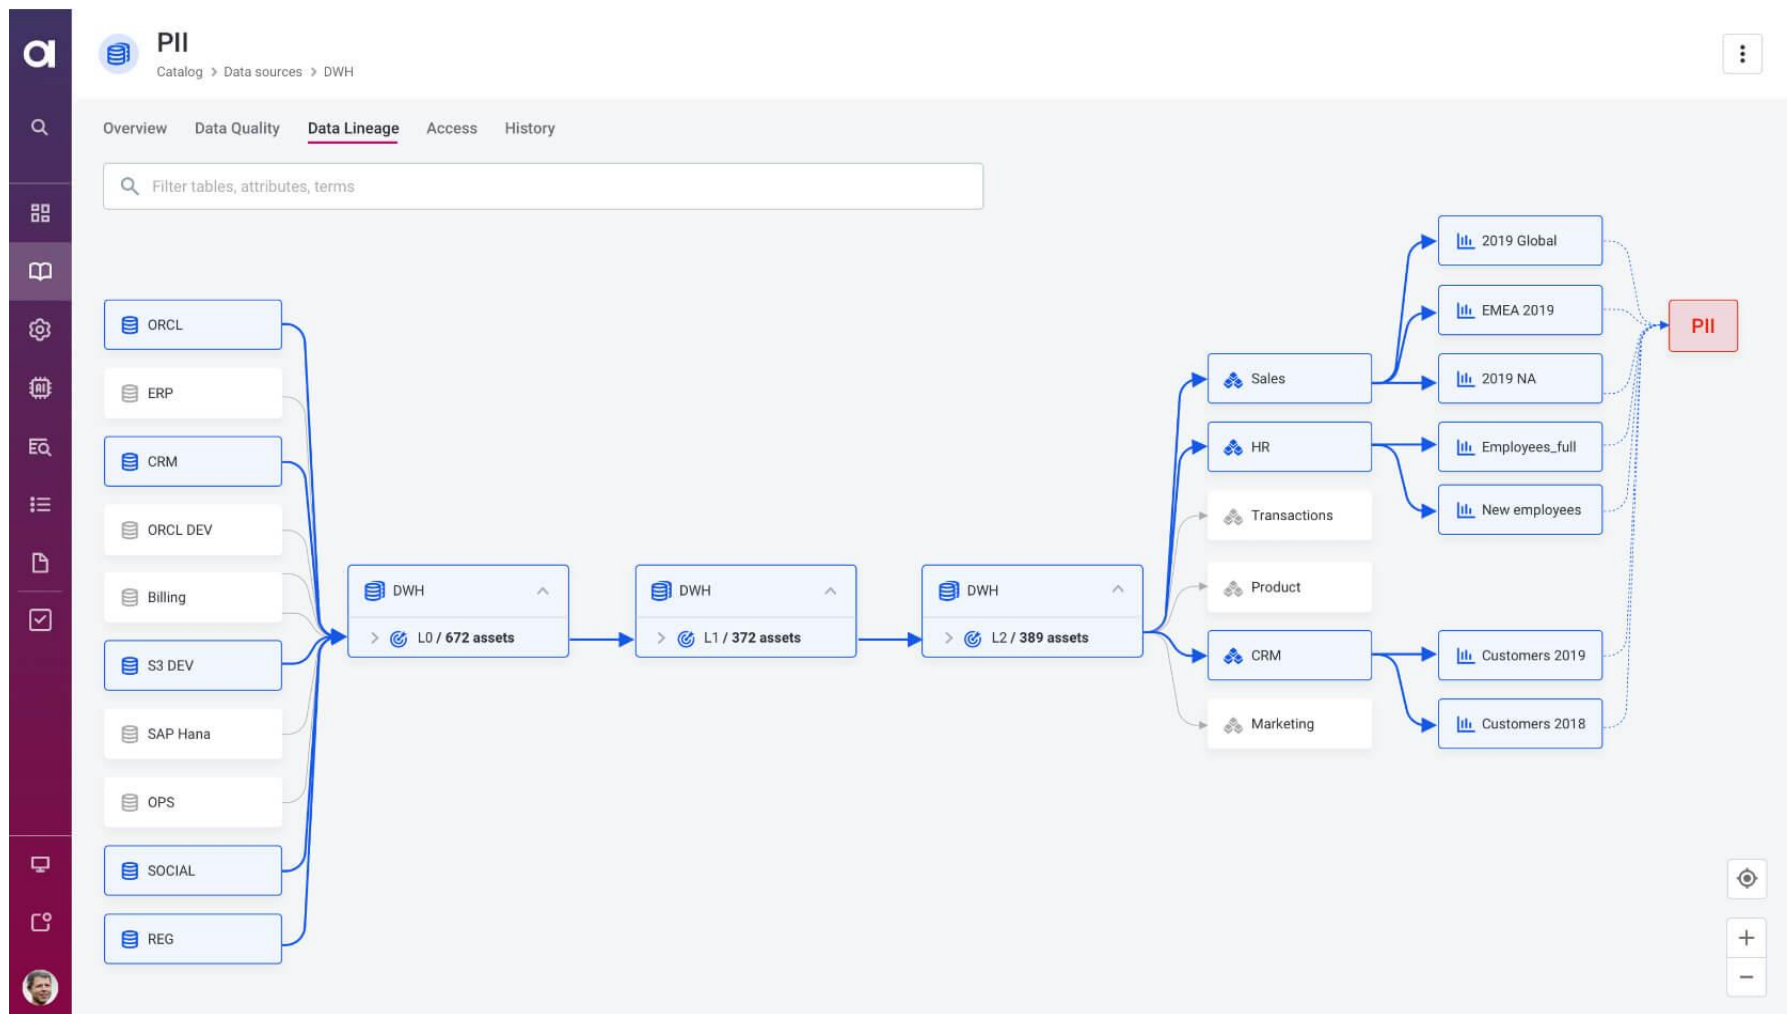 PII
Catalog > Data sources > DWH
Overview Data Quality Data Lineage Access History
Filter tables, attributes, terms
ORCL
ERP
CRM
ORCL DEV
Billing
S3 DEV
SAP Hana
OPS
SOCIAL
REG
DWH
L0 / 672 assets
DWH
L1 / 372 assets
DWH
L2 / 389 assets
Sales
HR
Transactions
Product
CRM
Marketing
2019 Global
EMEA 2019
2019 NA
Employees_full
New employees
Customers 2019
Customers 2018
PII
AI